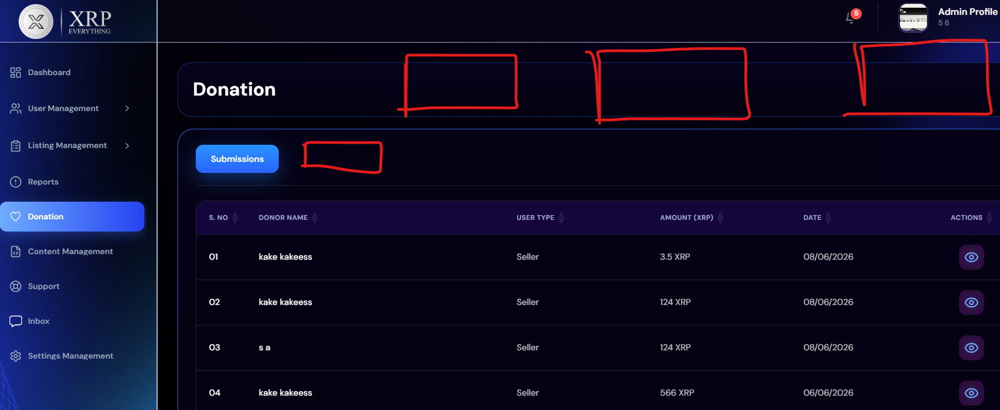 XRP
EVERYTHING
5
Admin Profile
5 6
Dashboard
User Management
Listing Management
Reports
Donation
Content Management
Support
Inbox
Settings Management
Donation
Submissions
S. NO DONOR NAME USER TYPE AMOUNT (XRP) DATE ACTIONS
01 kake kakeess Seller 3.5 XRP 08/06/2026
02 kake kakeess Seller 124 XRP 08/06/2026
03 s a Seller 124 XRP 08/06/2026
04 kake kakeess Seller 566 XRP 06/06/2026